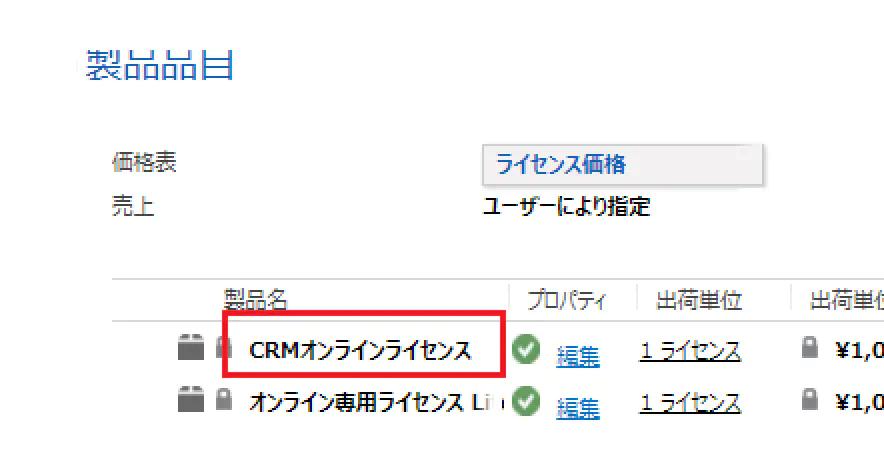 製品品目
価格表 ライセンス価格
売上 ユーザーにより指定
製品名 プロパティ 出荷単位 出荷単位
CRMオンラインライセンス 編集 1 ライセンス ¥1,0
オンライン専用ライセンス 編集 1 ライセンス ¥1,0